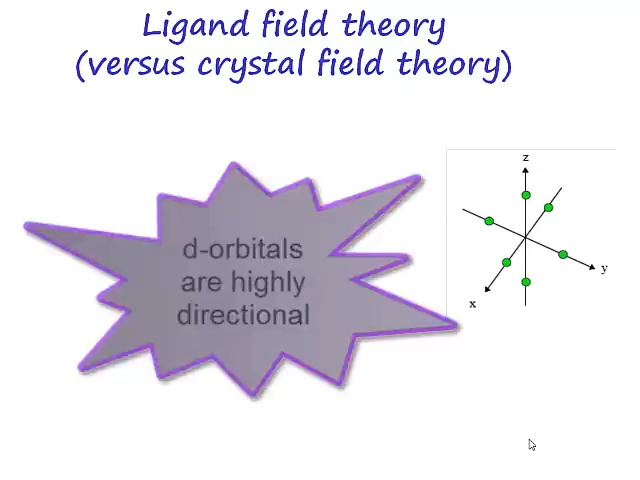 Ligand field theory
(versus crystal field theory)
d-orbitals
are highly
directional
z
y
x